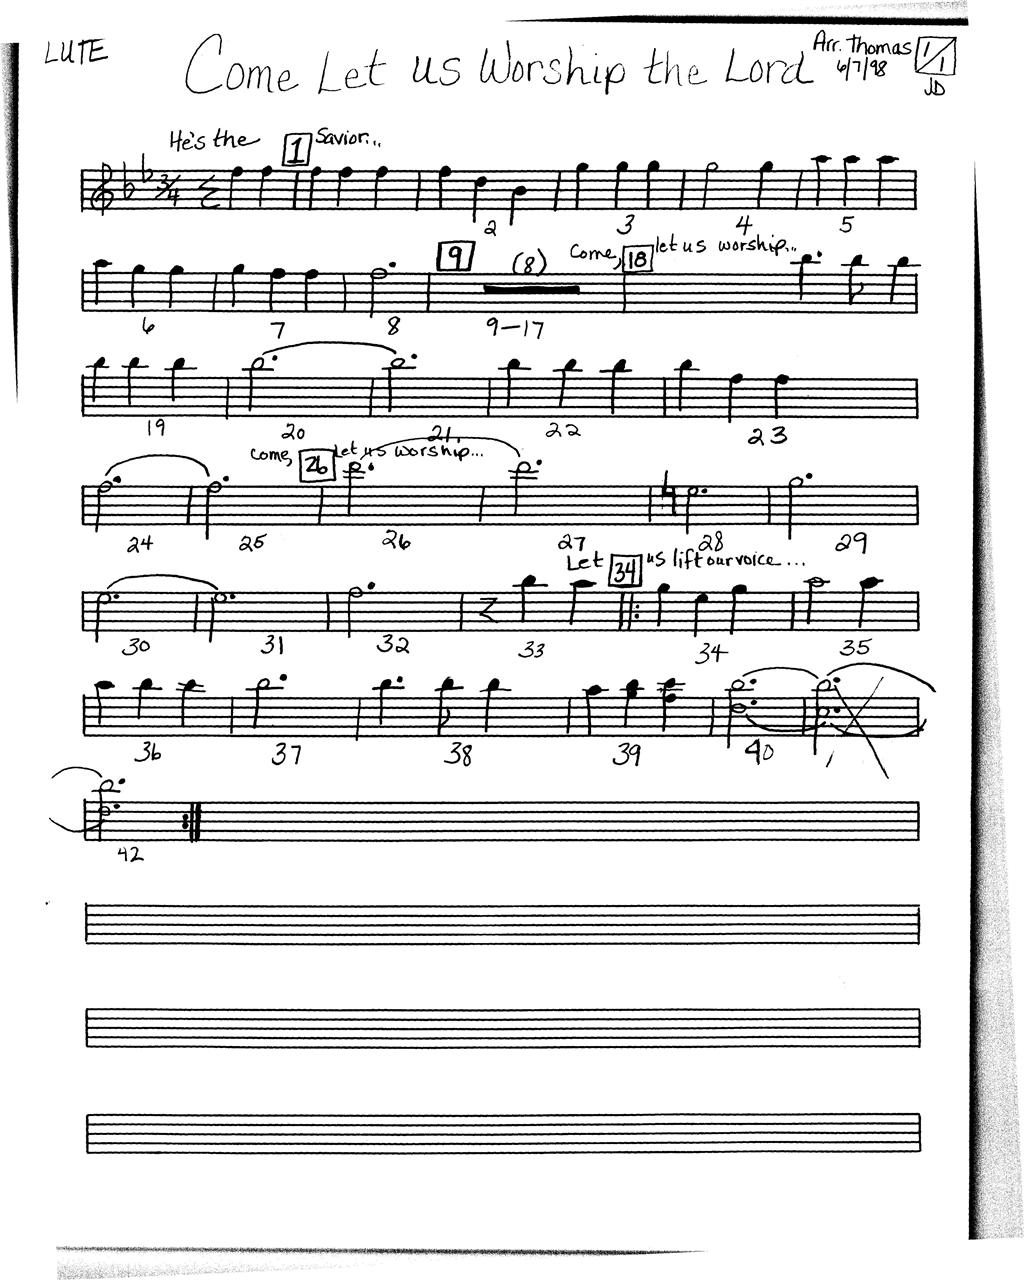 LUTE
Come Let us Worship the Lord
Arr. Thomas 1/1
6/7/98
JD
He's the 1 Savior...
3/4
2 3 4 5
9 (8) Come, 18 let us worship...
6 7 8 9-17
19 20 21 22 23
Come, 26 Let us worship...
24 25 26 27 28 29
Let 34 us lift our voice...
30 31 32 33 34 35
36 37 38 39 40
42